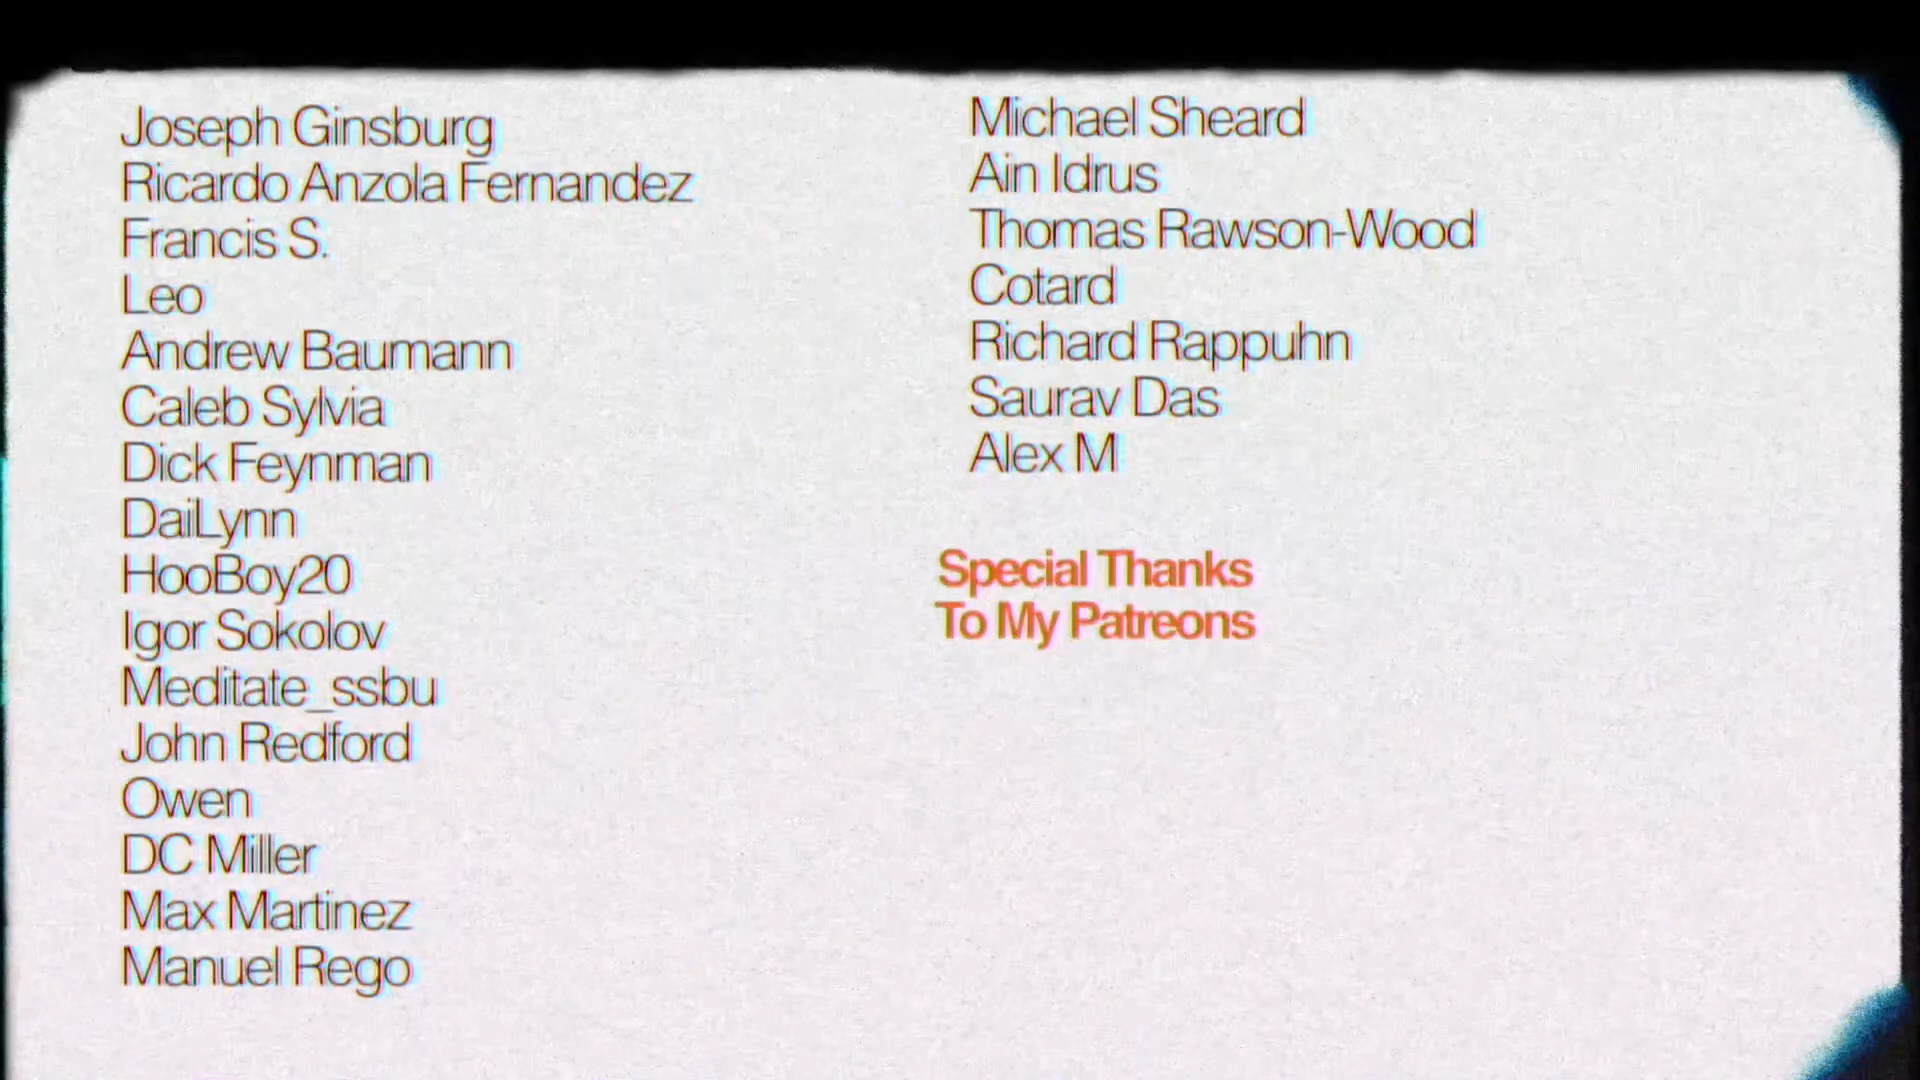 Joseph Ginsburg
Ricardo Anzola Fernandez
Francis S.
Leo
Andrew Baumann
Caleb Sylvia
Dick Feynman
DaiLynn
HooBoy20
Igor Sokolov
Meditate_ssbu
John Redford
Owen
DC Miller
Max Martinez
Manuel Rego
Michael Sheard
Ain Idrus
Thomas Rawson-Wood
Cotard
Richard Rappuhn
Saurav Das
Alex M
Special Thanks
To My Patreons